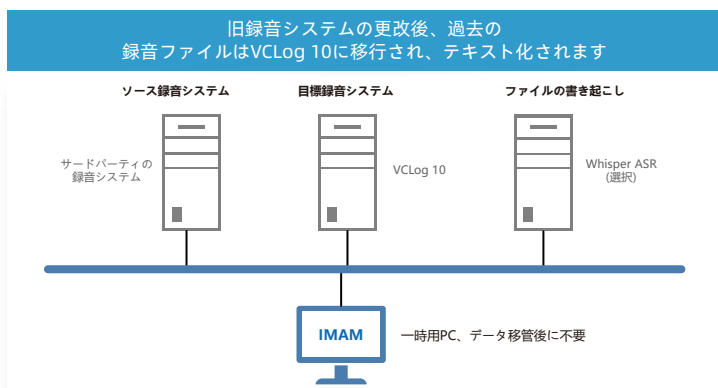 旧録音システムの更改後、過去の
録音ファイルはVCLog 10に移行され、テキスト化されます
ソース録音システム
目標録音システム
ファイルの書き起こし
サードパーティの
録音システム
VCLog 10
Whisper ASR
(選択)
IMAM
一時用PC、データ移管後に不要